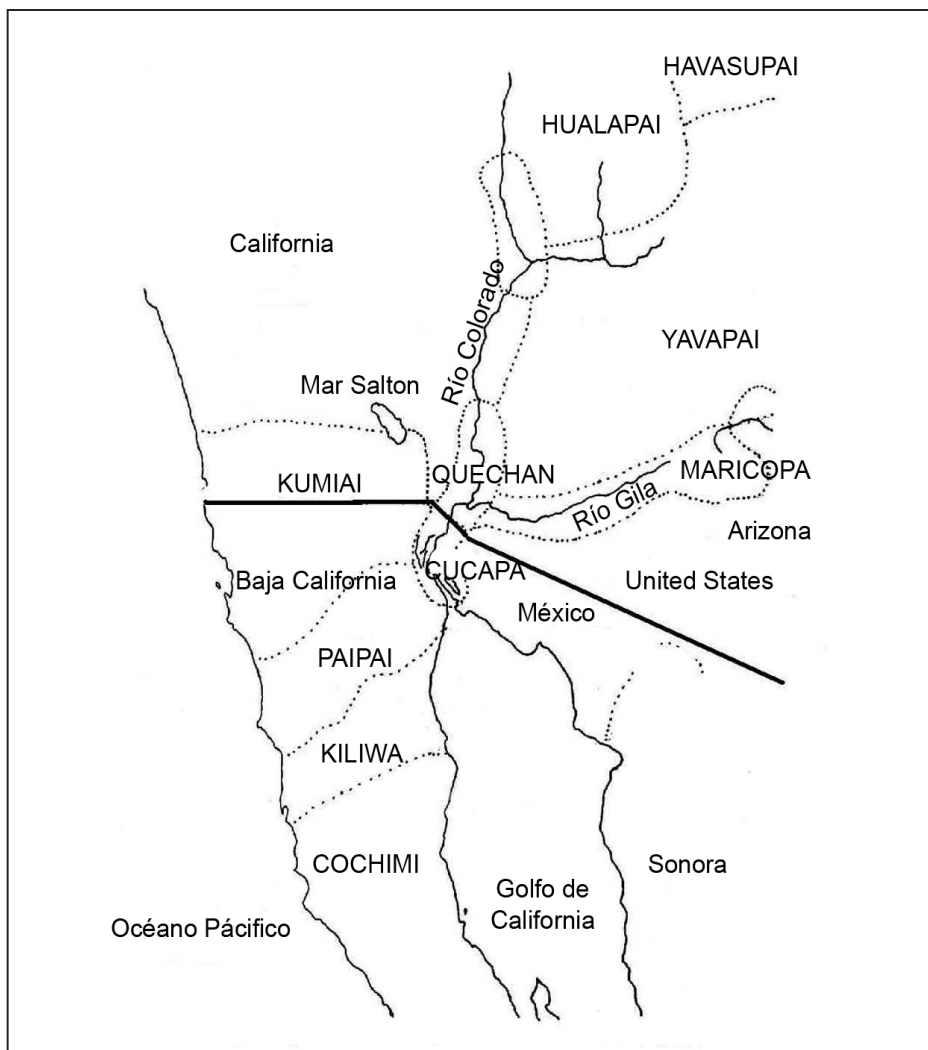 HAVASUPAI
HUALAPAI
California
Río Colorado
YAVAPAI
Mar Salton
QUECHAN
MARICOPA
KUMIAI
Río Gila
Arizona
Baja California
CUCAPA
United States
México
PAIPAI
KILIWA
COCHIMI
Sonora
Golfo de
California
Océano Pácifico